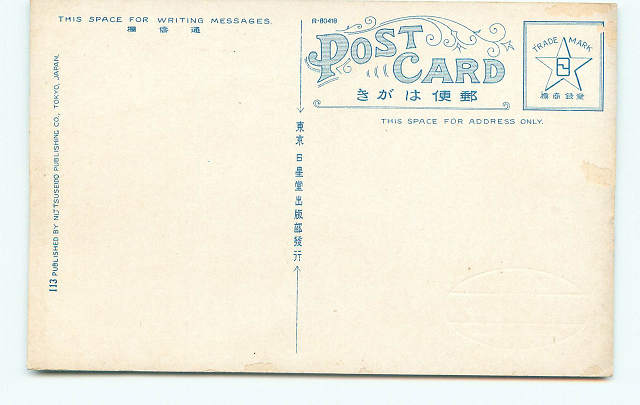 THIS SPACE FOR WRITING MESSAGES.
欄信通
113 PUBLISHED BY NITTSUSEDO PUBLISHING CO., TOKYO, JAPAN.
東京日星堂出版部發行
R-80418
POST CARD
きがは便郵
THIS SPACE FOR ADDRESS ONLY.
TRADE MARK
標商錄登